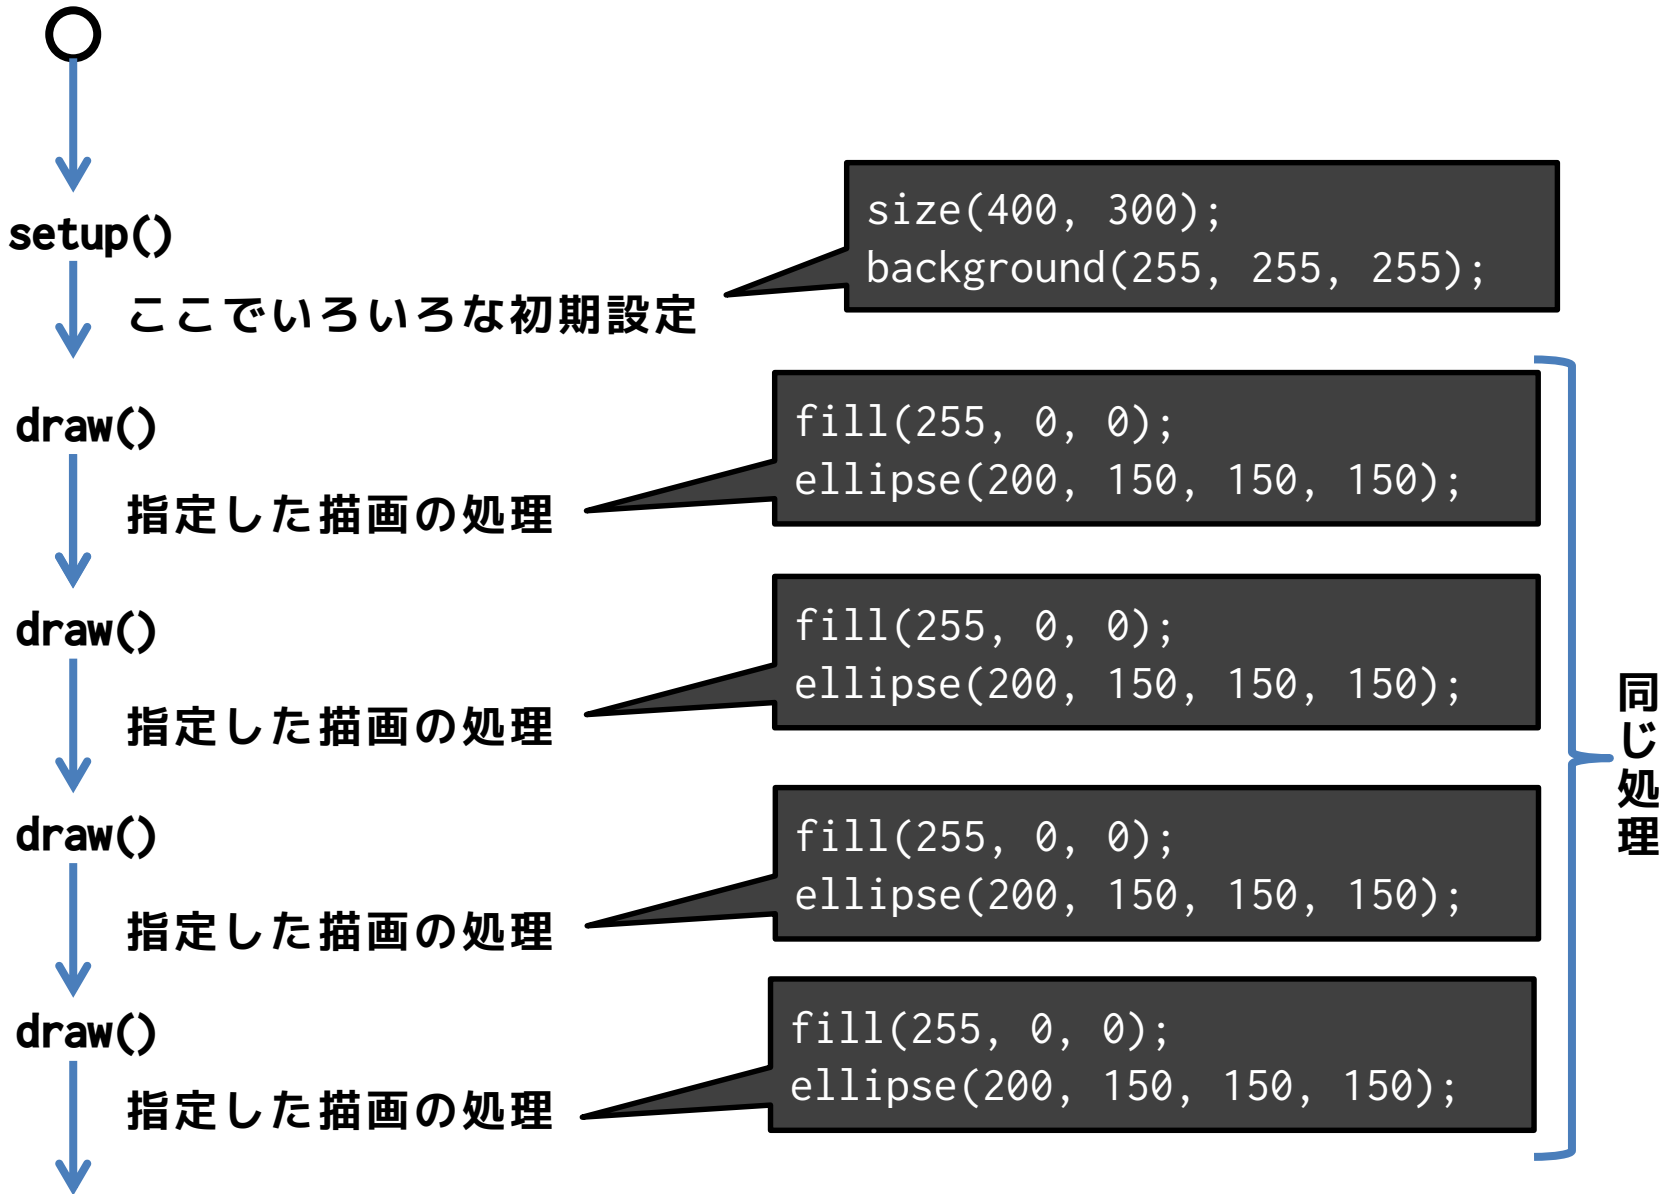 setup()
ここでいろいろな初期設定
size(400, 300);
background(255, 255, 255);
draw()
指定した描画の処理
fill(255, 0, 0);
ellipse(200, 150, 150, 150);
draw()
指定した描画の処理
fill(255, 0, 0);
ellipse(200, 150, 150, 150);
draw()
指定した描画の処理
fill(255, 0, 0);
ellipse(200, 150, 150, 150);
draw()
指定した描画の処理
fill(255, 0, 0);
ellipse(200, 150, 150, 150);
同じ処理